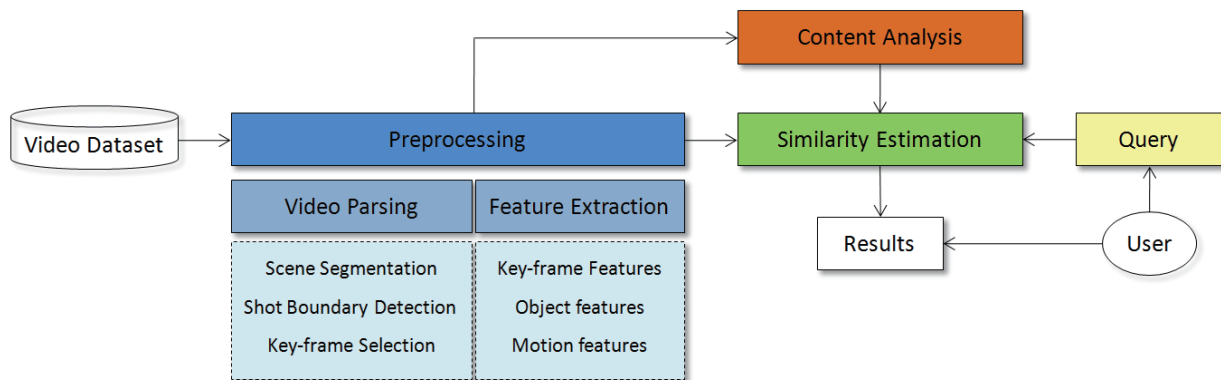 Content Analysis
Video Dataset
Preprocessing
Similarity Estimation
Query
Video Parsing
Feature Extraction
Results
User
Scene Segmentation
Shot Boundary Detection
Key-frame Selection
Key-frame Features
Object features
Motion features